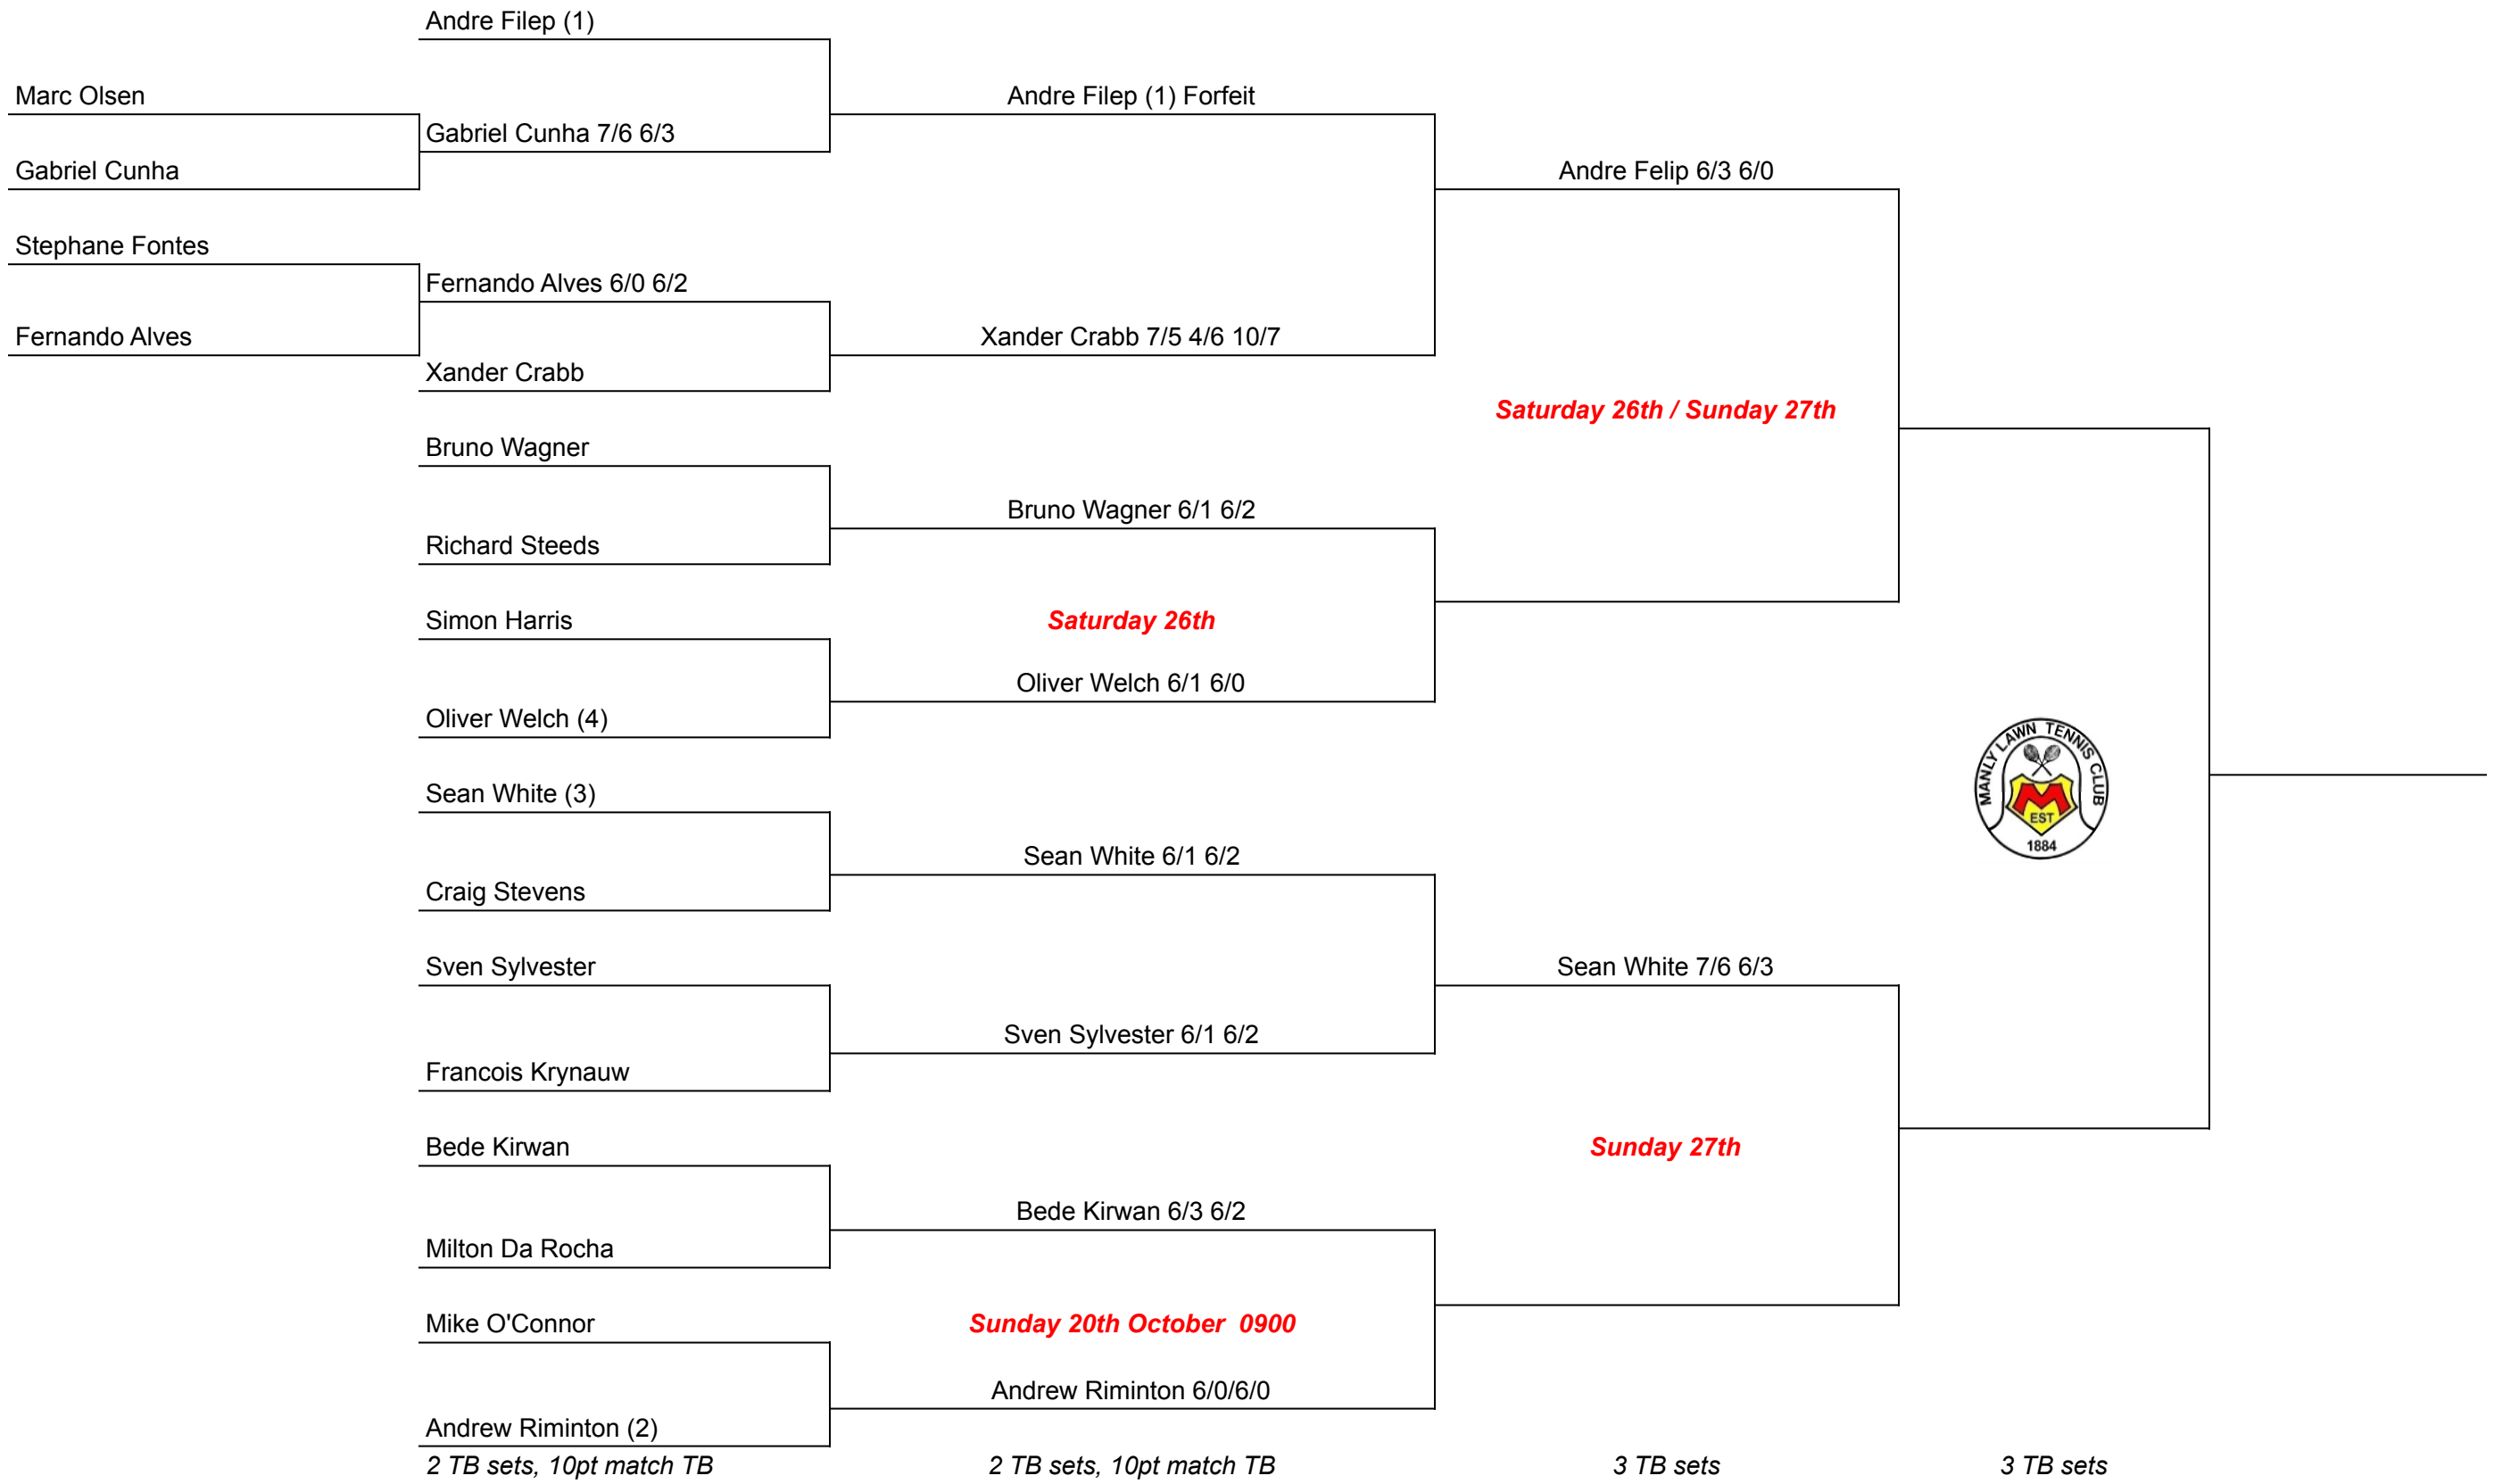 Andre Filep (1)
Marc Olsen
Andre Filep (1) Forfeit
Gabriel Cunha 7/6 6/3
Gabriel Cunha
Andre Felip 6/3 6/0
Stephane Fontes
Fernando Alves 6/0 6/2
Fernando Alves
Xander Crabb 7/5 4/6 10/7
Xander Crabb
Saturday 26th / Sunday 27th
Bruno Wagner
Bruno Wagner 6/1 6/2
Richard Steeds
Simon Harris
Saturday 26th
Oliver Welch 6/1 6/0
Oliver Welch (4)
MANLY LAWN TENNIS CLUB
M
EST
1884
Sean White (3)
Sean White 6/1 6/2
Craig Stevens
Sven Sylvester
Sean White 7/6 6/3
Sven Sylvester 6/1 6/2
Francois Krynauw
Bede Kirwan
Sunday 27th
Bede Kirwan 6/3 6/2
Milton Da Rocha
Mike O'Connor
Sunday 20th October  0900
Andrew Riminton 6/0/6/0
Andrew Riminton (2)
2 TB sets, 10pt match TB
2 TB sets, 10pt match TB
3 TB sets
3 TB sets